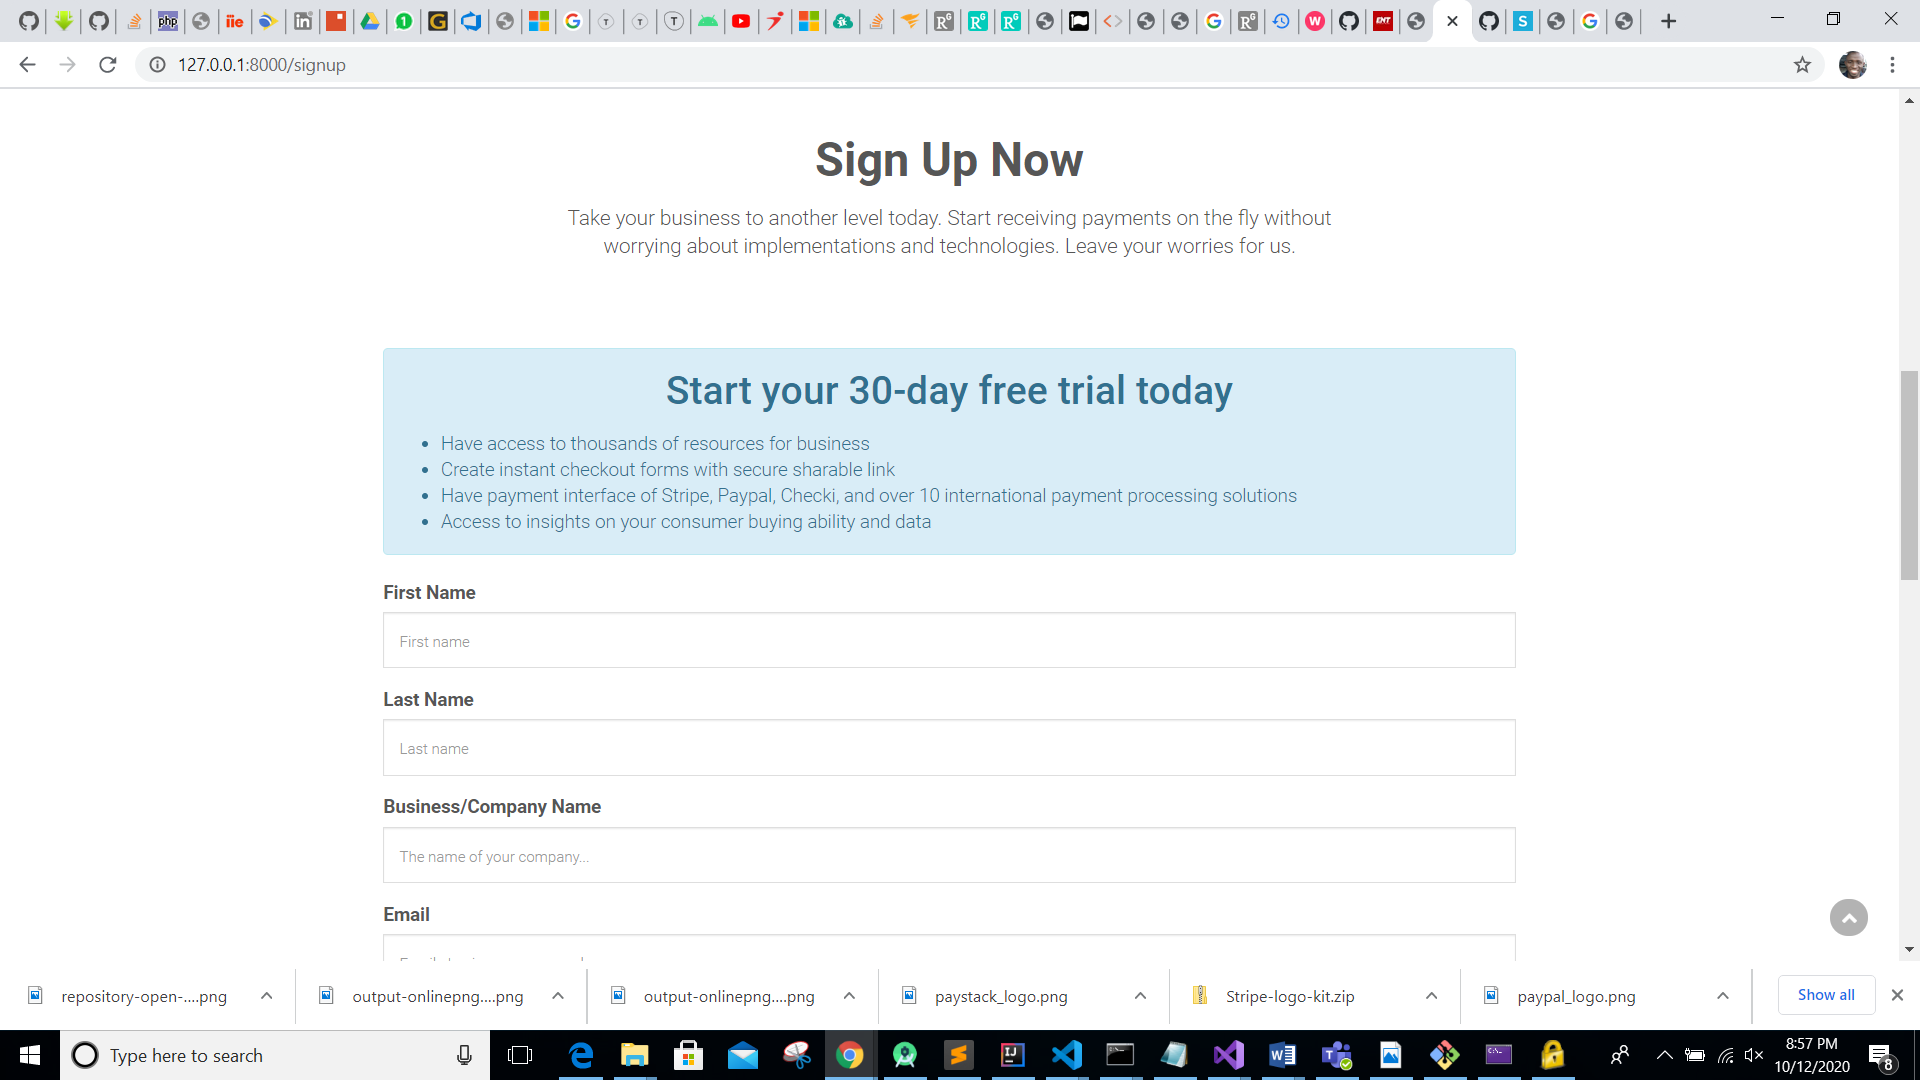 127.0.0.1:8000/signup
Sign Up Now
Take your business to another level today. Start receiving payments on the fly without
worrying about implementations and technologies. Leave your worries for us.
Start your 30-day free trial today
Have access to thousands of resources for business
Create instant checkout forms with secure sharable link
Have payment interface of Stripe, Paypal, Checki, and over 10 international payment processing solutions
Access to insights on your consumer buying ability and data
First Name
First name
Last Name
Last name
Business/Company Name
The name of your company...
Email
repository-open-....png
output-onlinepng....png
output-onlinepng....png
paystack_logo.png
Stripe-logo-kit.zip
paypal_logo.png
Show all
Type here to search
8:57 PM
10/12/2020
8